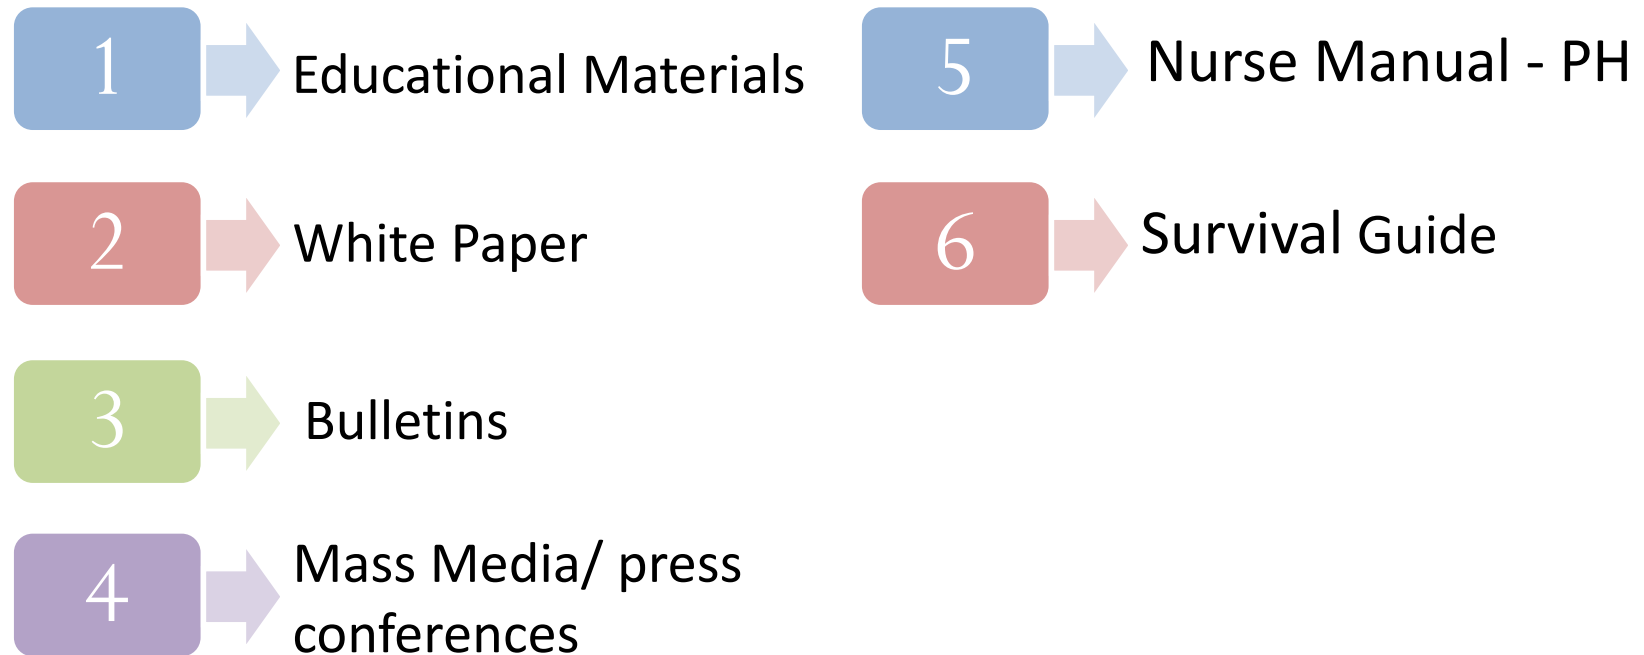 1 Educational Materials
2 White Paper
3 Bulletins
4 Mass Media/ press
conferences
5 Nurse Manual - PH
6 Survival Guide